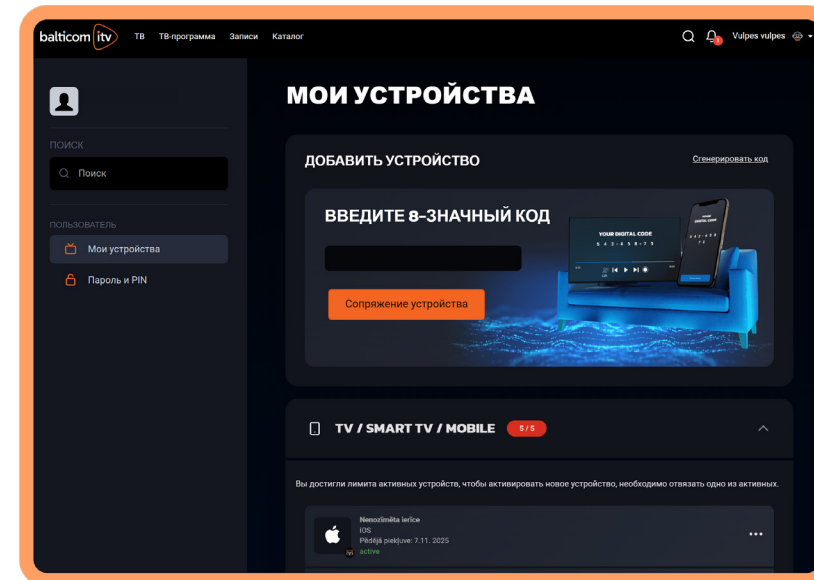 balticom itv ТВ ТВ-программа Записи Каталог 1 Vulpes vulpes
МОИ УСТРОЙСТВА
ПОИСК
Поиск
ПОЛЬЗОВАТЕЛЬ
Мои устройства
Пароль и PIN
ДОБАВИТЬ УСТРОЙСТВО Сгенерировать код
ВВЕДИТЕ 8-ЗНАЧНЫЙ КОД
YOUR DIGITAL CODE
Сопряжение устройства
TV / SMART TV / MOBILE 5/5
Вы достигли лимита активных устройств, чтобы активировать новое устройство, необходимо отвязать одно из активных.
Nenozīmēta ierīce
iOS
Pēdējā piekļuve: 7.11. 2025
active